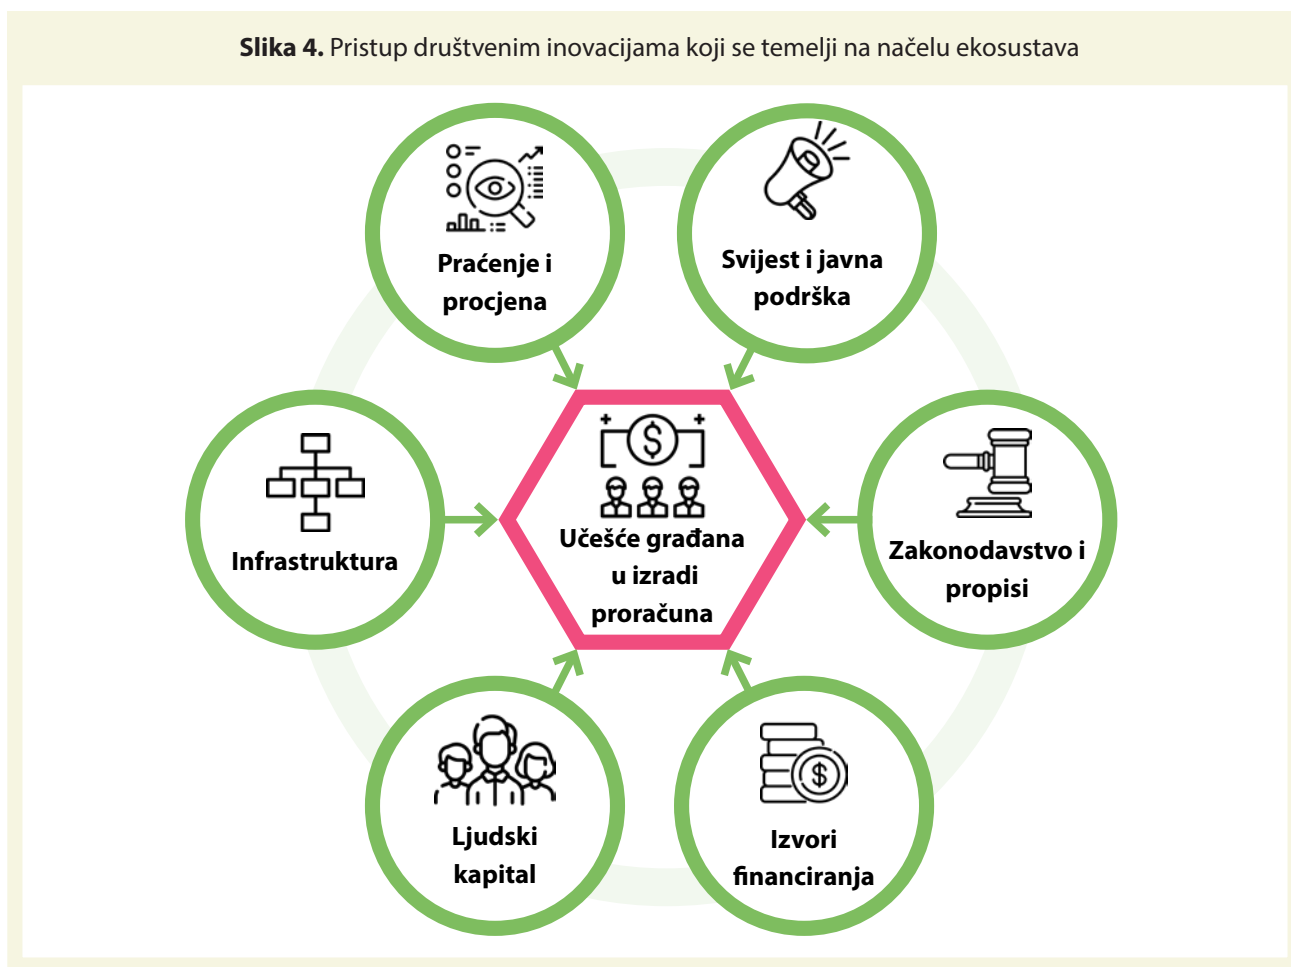 Slika 4. Pristup društvenim inovacijama koji se temelji na načelu ekosustava
Praćenje i
procjena
Svijest i javna
podrška
Infrastruktura
Učešće građana
u izradi
proračuna
Zakonodavstvo i
propisi
Ljudski
kapital
Izvori
financiranja